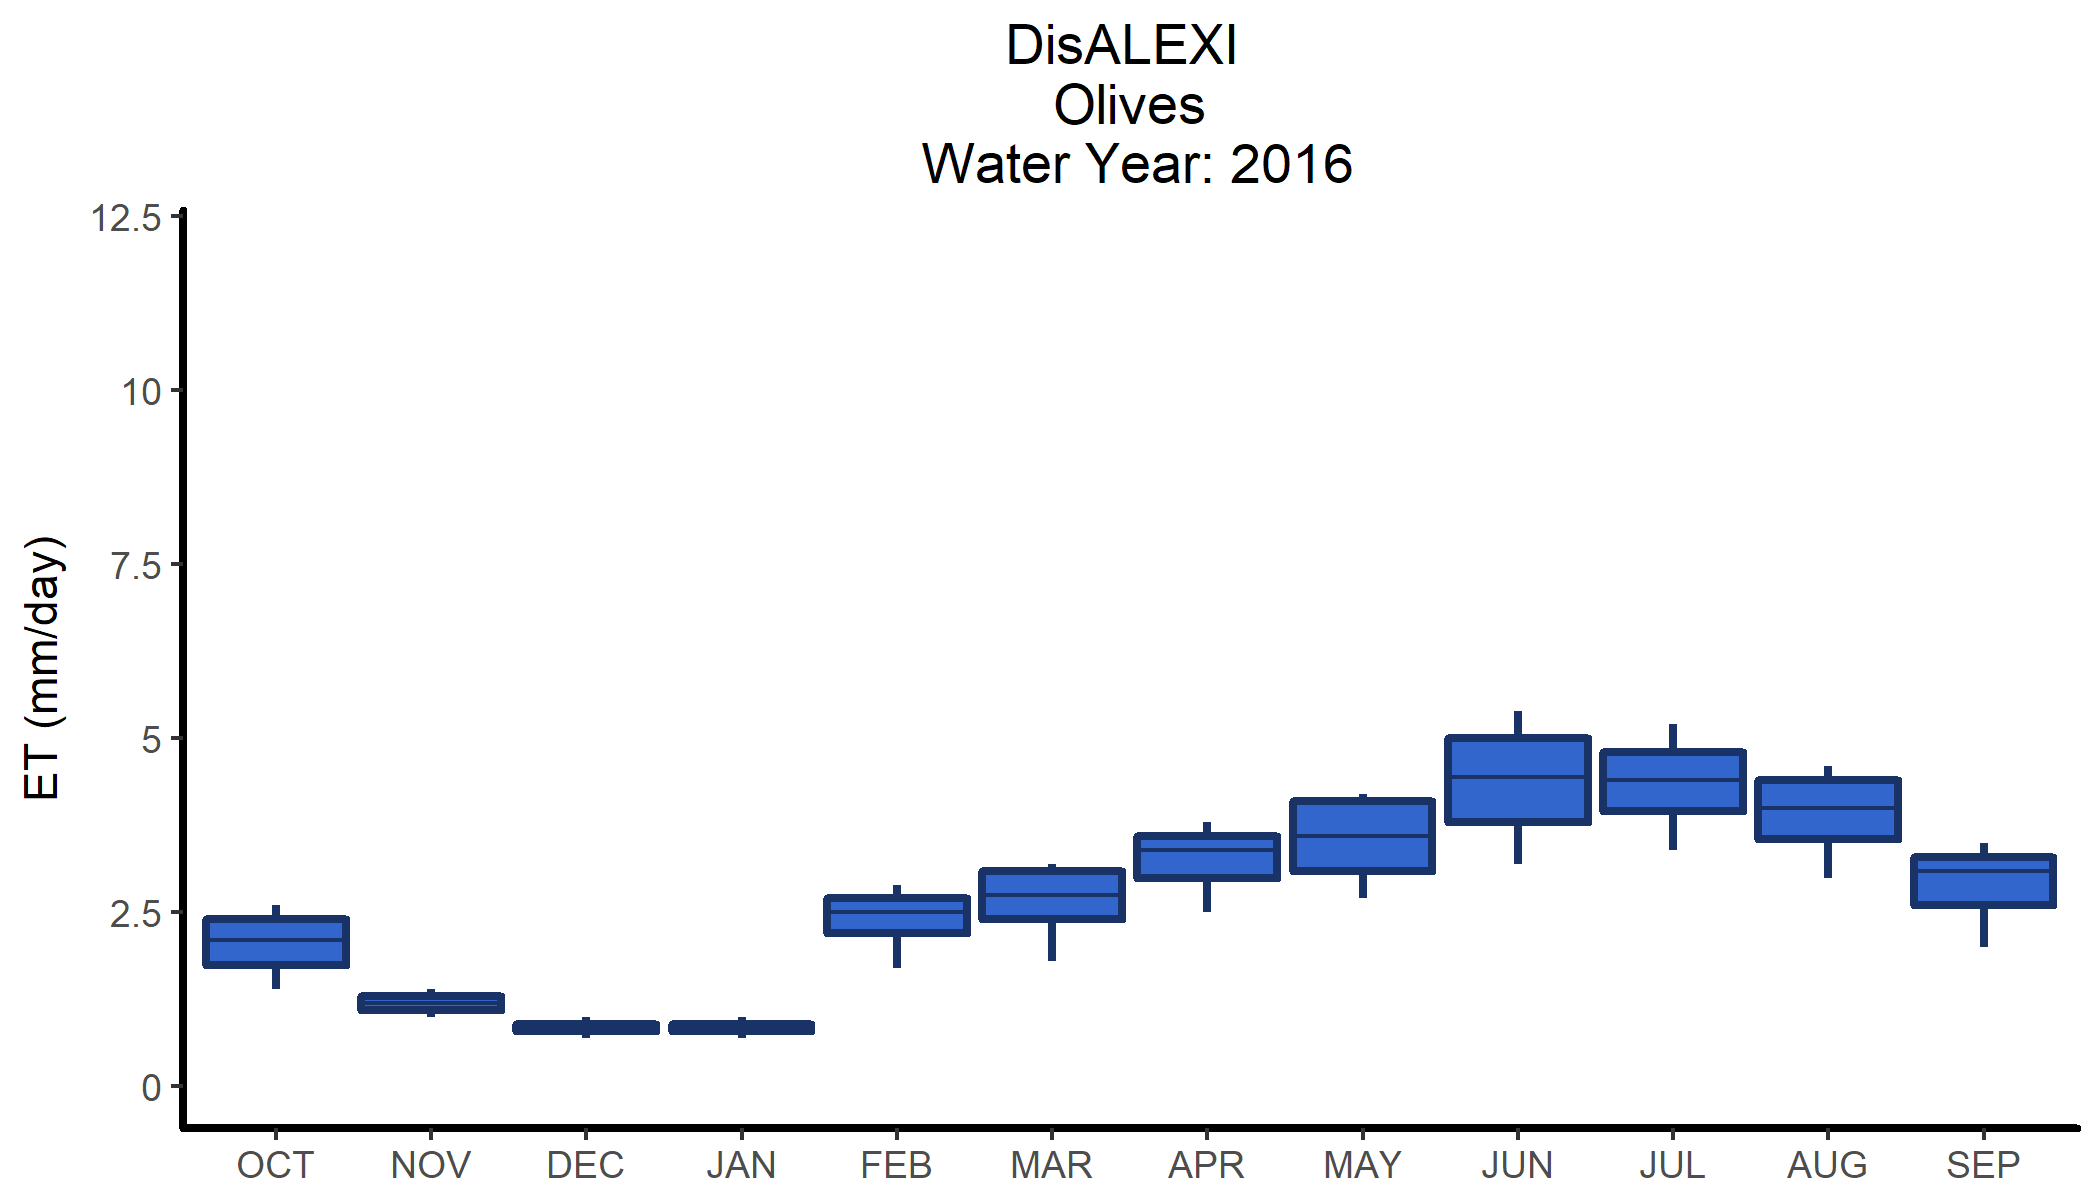 DisALEXI
Olives
Water Year: 2016
12.5
10
7.5
5
2.5
0
ET (mm/day)
OCT NOV DEC JAN FEB MAR APR MAY JUN JUL AUG SEP